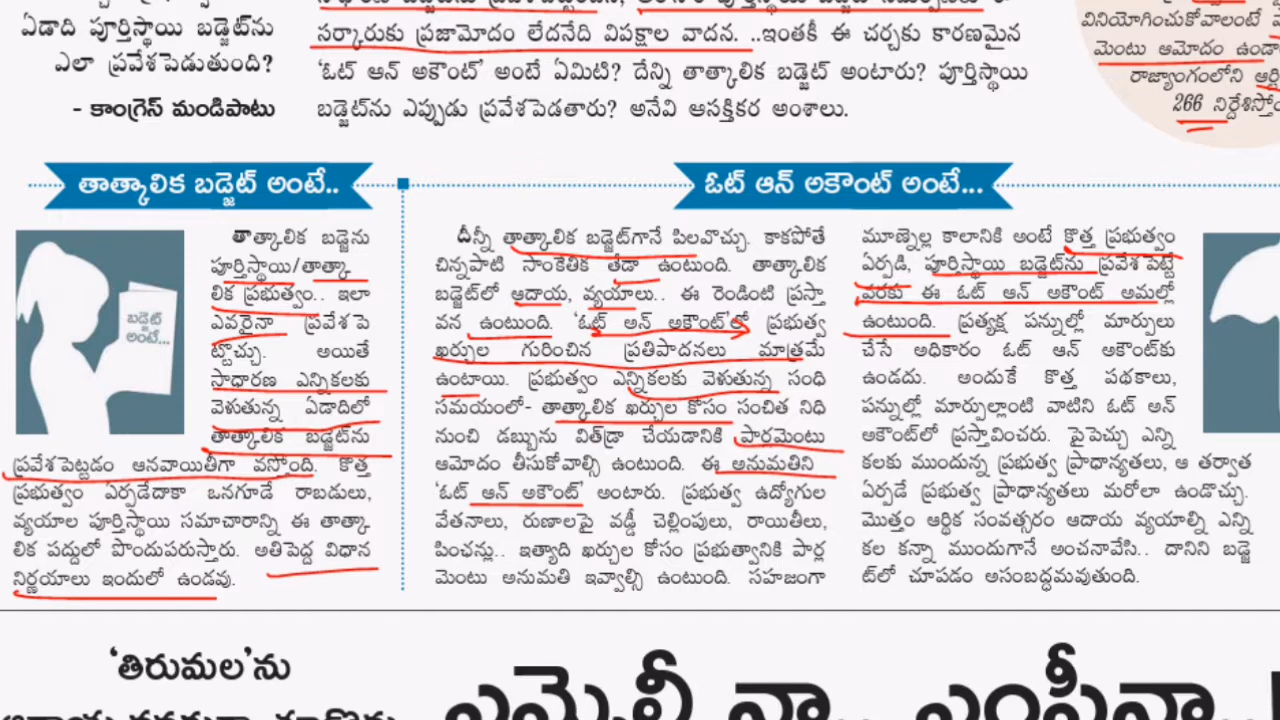 ఏడాది పూర్తిస్థాయి బడ్జెట్‌ను
ఎలా ప్రవేశపెడుతుంది?
- కాంగ్రెస్ మండిపాటు
సర్కారుకు ప్రజామోదం లేదనేది విపక్షాల వాదన. ..ఇంతకీ ఈ చర్చకు కారణమైన
‘ఓట్ ఆన్ అకౌంట్’ అంటే ఏమిటి? దేన్ని తాత్కాలిక బడ్జెట్ అంటారు? పూర్తిస్థాయి
బడ్జెట్‌ను ఎప్పుడు ప్రవేశపెడతారు? అనేవి ఆసక్తికర అంశాలు.
వినియోగించుకోవాలంటే
మెంటు ఆమోదం ఉండా
రాజ్యాంగంలోని ఆర్టి
266 నిర్దేశిస్తో
తాత్కాలిక బడ్జెట్ అంటే..
బడ్జెట్
అంటే...
తాత్కాలిక బడ్జెను
పూర్తిస్థాయి/తాత్కా
లిక ప్రభుత్వం.. ఇలా
ఎవరైనా ప్రవేశపె
ట్టొచ్చు. అయితే
సాధారణ ఎన్నికలకు
వెళుతున్న ఏడాదిలో
తాత్కాలిక బడ్జెట్‌ను
ప్రవేశపెట్టడం ఆనవాయితీగా వస్తోంది. కొత్త
ప్రభుత్వం ఏర్పడేదాకా ఒనగూడే రాబడులు,
వ్యయాల పూర్తిస్థాయి సమాచారాన్ని ఈ తాత్కా
లిక పద్దులో పొందుపరుస్తారు. అతిపెద్ద విధాన
నిర్ణయాలు ఇందులో ఉండవు.
ఓట్ ఆన్ అకౌంట్ అంటే...
దీన్నీ తాత్కాలిక బడ్జెట్‌గానే పిలవొచ్చు. కాకపోతే
చిన్నపాటి సాంకేతిక తేడా ఉంటుంది. తాత్కాలిక
బడ్జెట్‌లో ఆదాయ, వ్యయాలు.. ఈ రెండింటి ప్రస్తా
వన ఉంటుంది. ‘ఓట్ ఆన్ అకౌంట్’లో ప్రభుత్వ
ఖర్చుల గురించిన ప్రతిపాదనలు మాత్రమే
ఉంటాయి. ప్రభుత్వం ఎన్నికలకు వెళుతున్న సంధి
సమయంలో- తాత్కాలిక ఖర్చుల కోసం సంచిత నిధి
నుంచి డబ్బును విత్‌డ్రా చేయడానికి పార్లమెంటు
ఆమోదం తీసుకోవాల్సి ఉంటుంది. ఈ అనుమతిని
‘ఓట్ ఆన్ అకౌంట్’ అంటారు. ప్రభుత్వ ఉద్యోగుల
వేతనాలు, రుణాలపై వడ్డీ చెల్లింపులు, రాయితీలు,
పింఛన్లు.. ఇత్యాది ఖర్చుల కోసం ప్రభుత్వానికి పార్ల
మెంటు అనుమతి ఇవ్వాల్సి ఉంటుంది. సహజంగా
మూణ్నెల్ల కాలానికి అంటే కొత్త ప్రభుత్వం
ఏర్పడి, పూర్తిస్థాయి బడ్జెట్‌ను ప్రవేశపెట్టే
వరకు ఈ ఓట్ ఆన్ అకౌంట్ అమల్లో
ఉంటుంది. ప్రత్యక్ష పన్నుల్లో మార్పులు
చేసే అధికారం ఓట్ ఆన్ అకౌంట్‌కు
ఉండదు. అందుకే కొత్త పథకాలు,
పన్నుల్లో మార్పుల్లాంటి వాటిని ఓట్ ఆన్
అకౌంట్‌లో ప్రస్తావించరు. పైపెచ్చు ఎన్ని
కలకు ముందున్న ప్రభుత్వ ప్రాధాన్యతలు, ఆ తర్వాత
ఏర్పడే ప్రభుత్వ ప్రాధాన్యతలు మరోలా ఉండొచ్చు.
మొత్తం ఆర్థిక సంవత్సరం ఆదాయ వ్యయాల్ని ఎన్ని
కల కన్నా ముందుగానే అంచనావేసి.. దానిని బడ్జె
ట్‌లో చూపడం అసంబద్ధమవుతుంది.
‘తిరుమల’ను
ఎమ్మెల్సీ నా.. ఎంపీనా..!